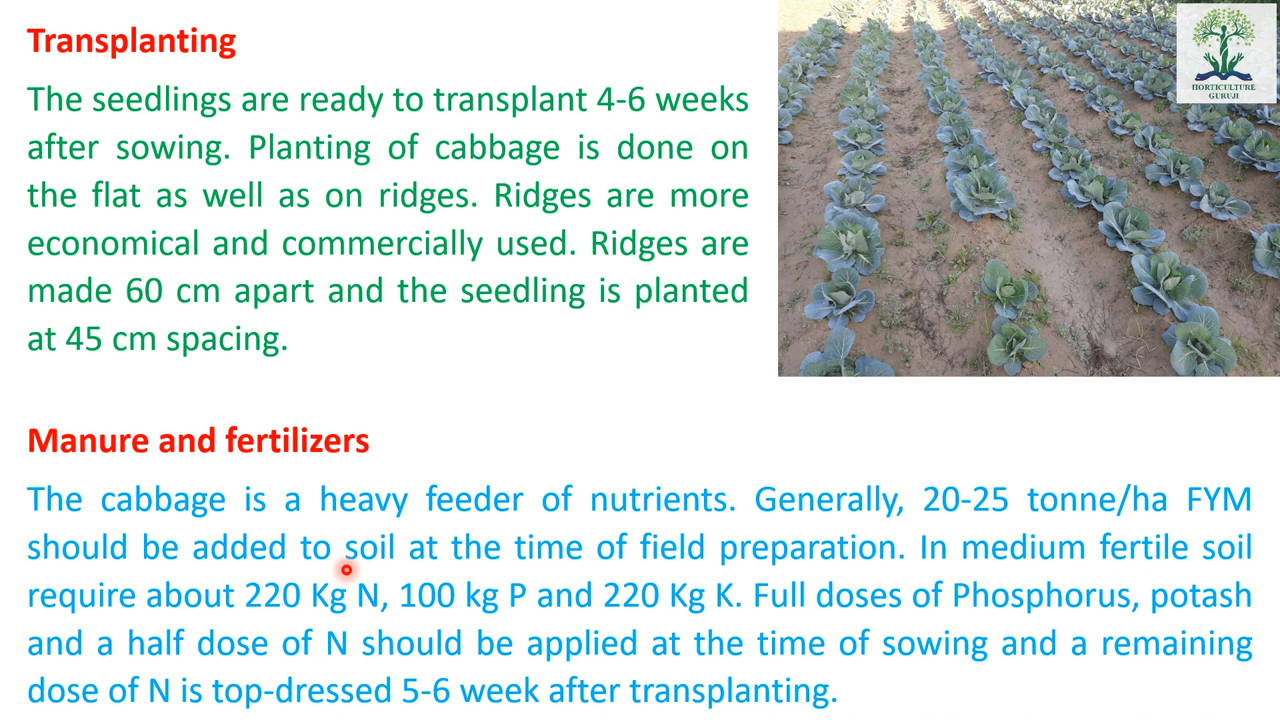 Transplanting
The seedlings are ready to transplant 4-6 weeks
after sowing. Planting of cabbage is done on
the flat as well as on ridges. Ridges are more
economical and commercially used. Ridges are
made 60 cm apart and the seedling is planted
at 45 cm spacing.
HORTICULTURE
GURUJI
Manure and fertilizers
The cabbage is a heavy feeder of nutrients. Generally, 20-25 tonne/ha FYM
should be added to soil at the time of field preparation. In medium fertile soil
require about 220 Kg N, 100 kg P and 220 Kg K. Full doses of Phosphorus, potash
and a half dose of N should be applied at the time of sowing and a remaining
dose of N is top-dressed 5-6 week after transplanting.